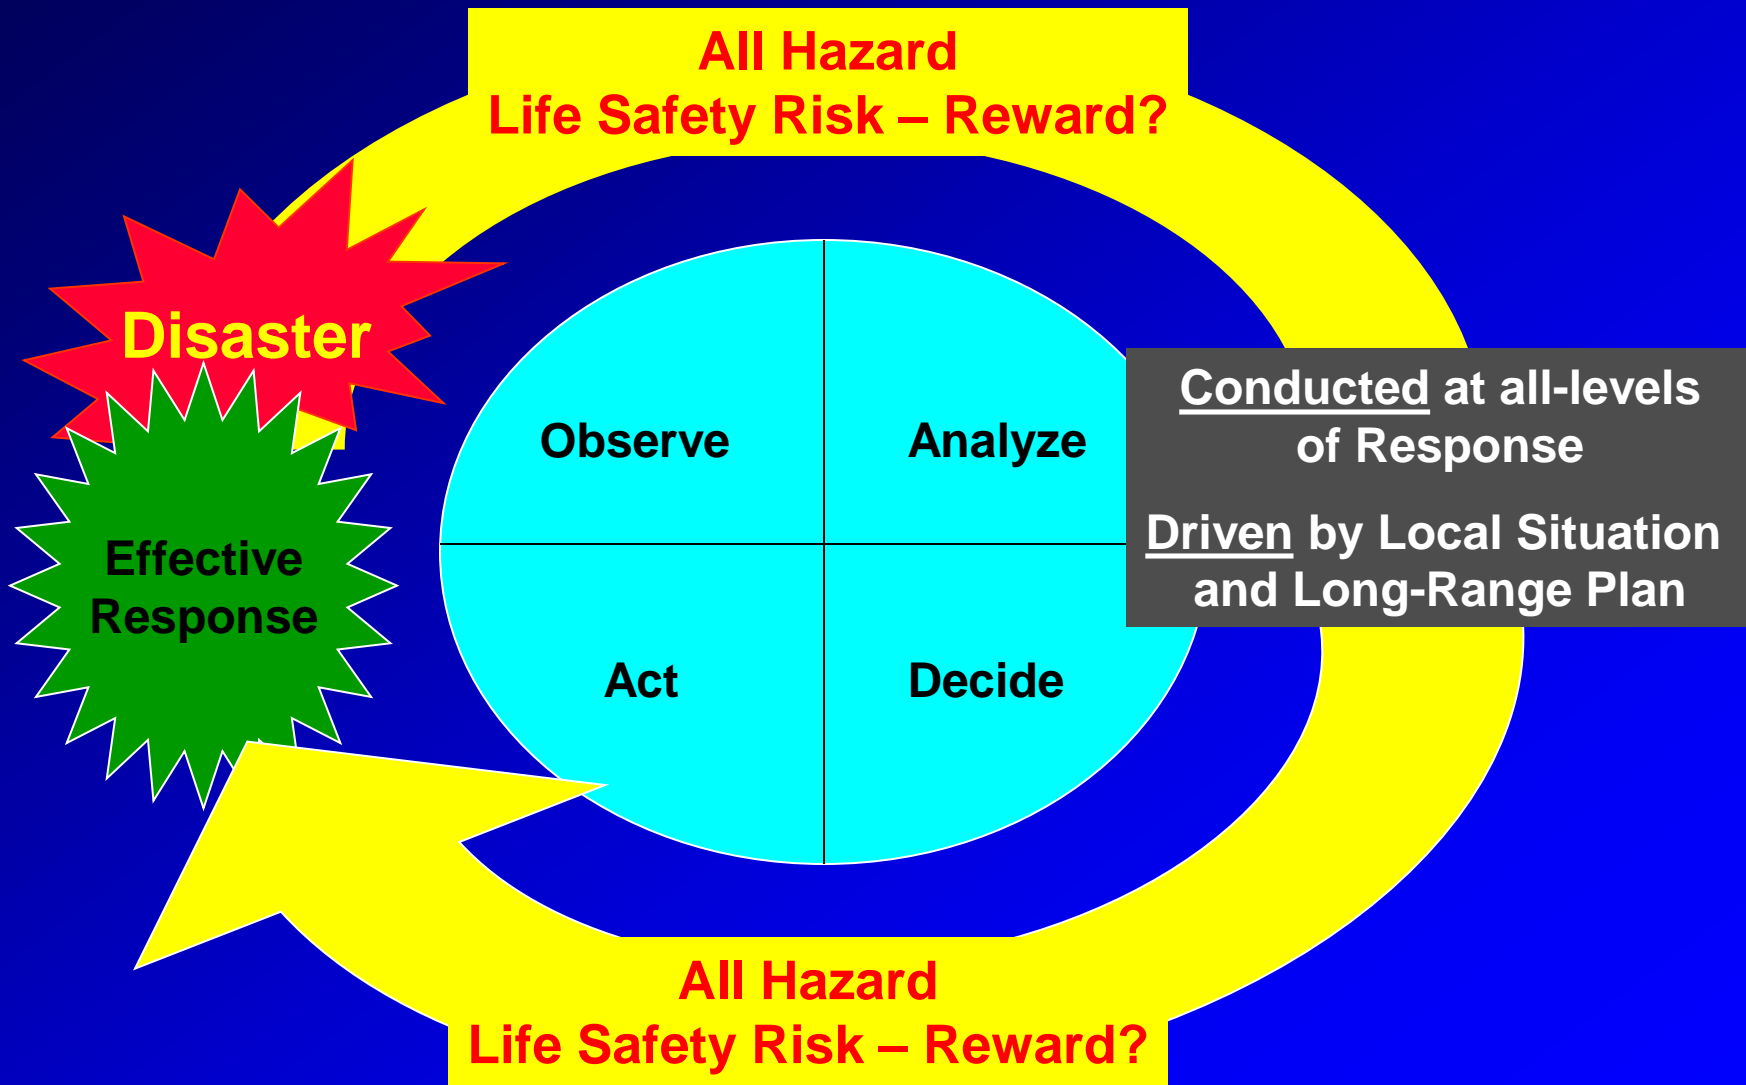 All Hazard
Life Safety Risk – Reward?
Disaster
Effective
Response
Observe
Analyze
Act
Decide
Conducted at all-levels
of Response
Driven by Local Situation
and Long-Range Plan
All Hazard
Life Safety Risk – Reward?